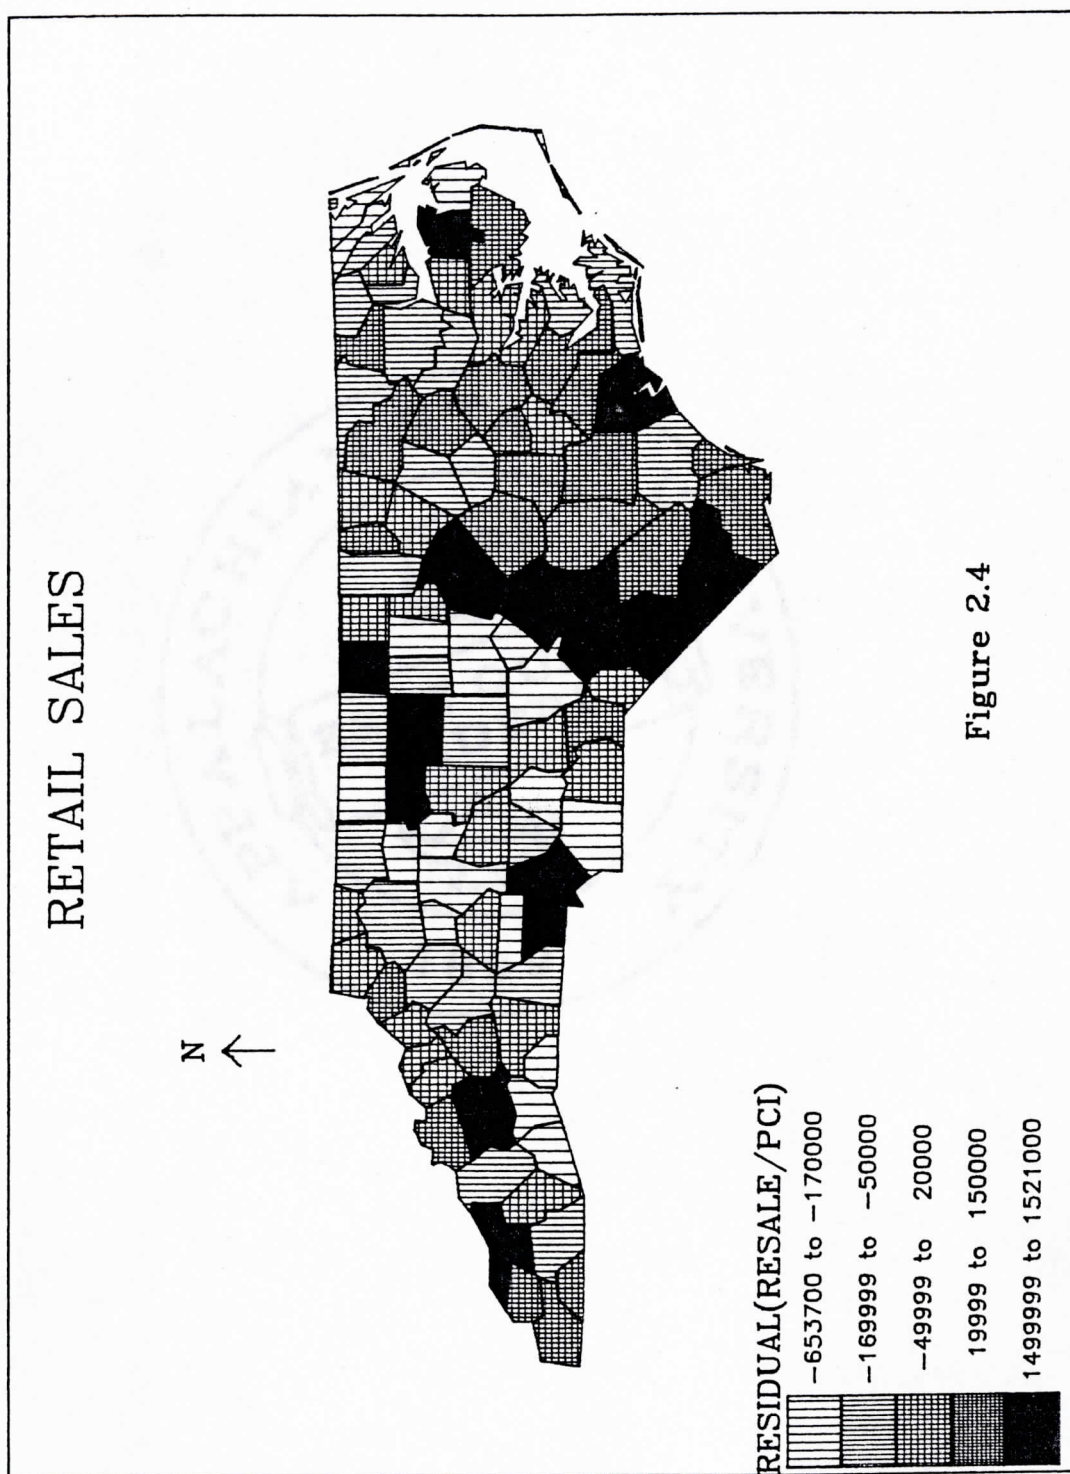 RETAIL SALES
N
RESIDUAL(RESALE/PCI)
−653700 to −170000
−169999 to −50000
−49999 to 20000
19999 to 150000
1499999 to 1521000
Figure 2.4